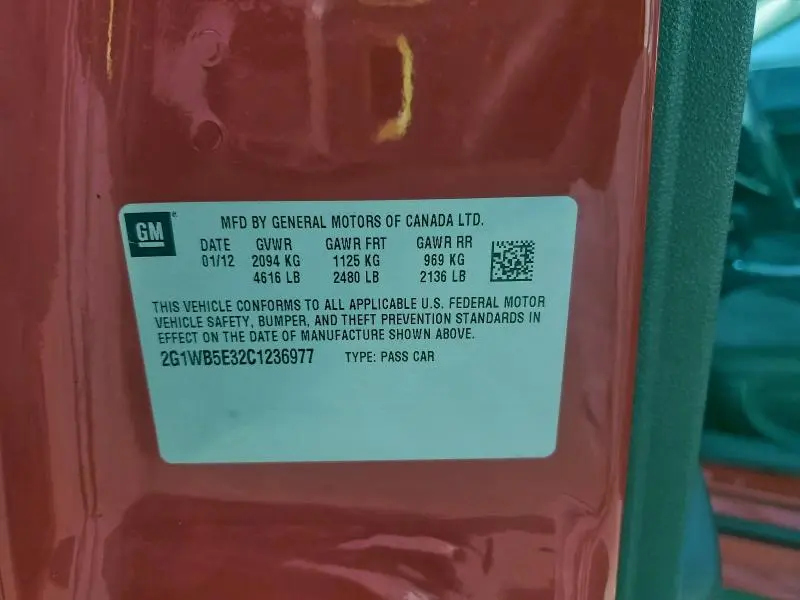 GM®
MFD BY GENERAL MOTORS OF CANADA LTD.
DATE GVWR GAWR FRT GAWR RR
01/12 2094 KG 1125 KG 969 KG
4616 LB 2480 LB 2136 LB
THIS VEHICLE CONFORMS TO ALL APPLICABLE U.S. FEDERAL MOTOR
VEHICLE SAFETY, BUMPER, AND THEFT PREVENTION STANDARDS IN
EFFECT ON THE DATE OF MANUFACTURE SHOWN ABOVE.
2G1WB5E32C1236977 TYPE: PASS CAR